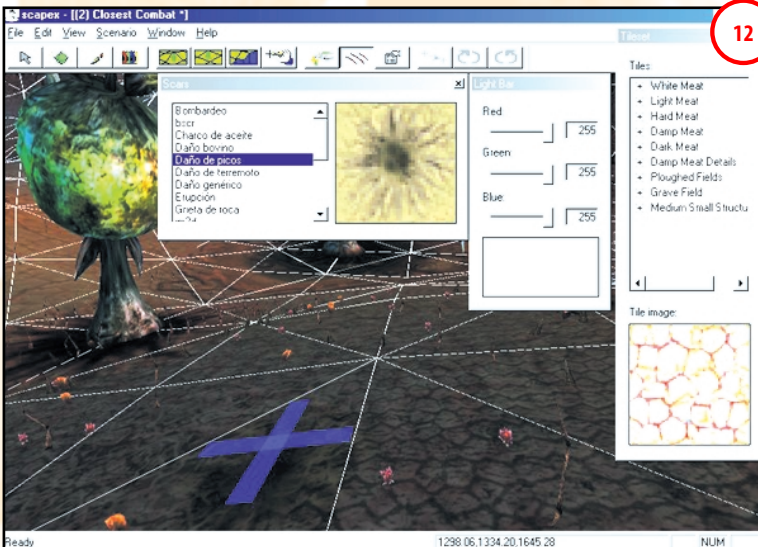 scapex - [(2) Closest Combat *]
12
File Edit View Scenario Window Help
Tileset
Scars
Bombardeo
bscr
Charco de aceite
Daño bovino
Daño de picos
Daño de terremoto
Daño genérico
Erupción
Grieta de roca
Light Bar
Red:
255
Green:
255
Blue:
255
Tiles:
+ White Meat
+ Light Meat
+ Hard Meat
+ Damp Meat
+ Dark Meat
+ Damp Meat Details
+ Ploughed Fields
+ Grave Field
+ Medium Small Structu
Tile image:
Ready
1298.06,1334.20,1645.28
NUM